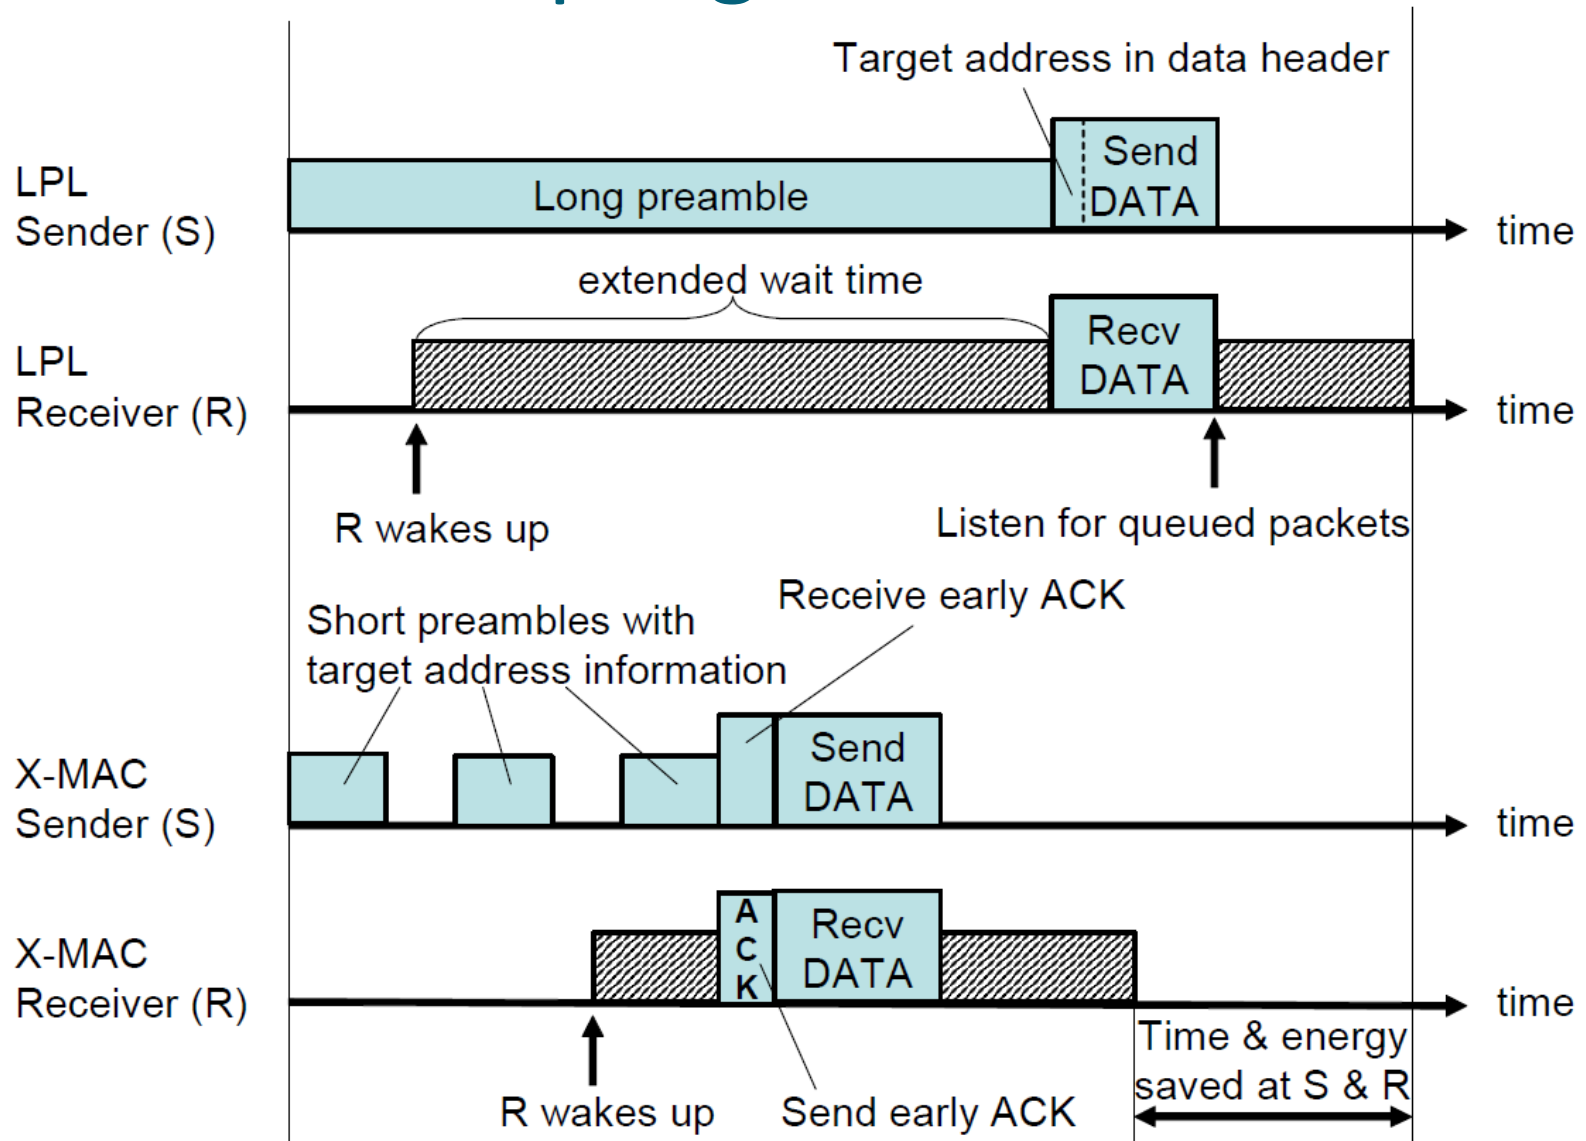 Target address in data header
LPL
Sender (S)
Long preamble
Send
DATA
time
extended wait time
LPL
Receiver (R)
Recv
DATA
time
R wakes up
Listen for queued packets
Receive early ACK
Short preambles with
target address information
X-MAC
Sender (S)
Send
DATA
time
X-MAC
Receiver (R)
A
C
K
Recv
DATA
time
Time & energy
saved at S & R
R wakes up
Send early ACK